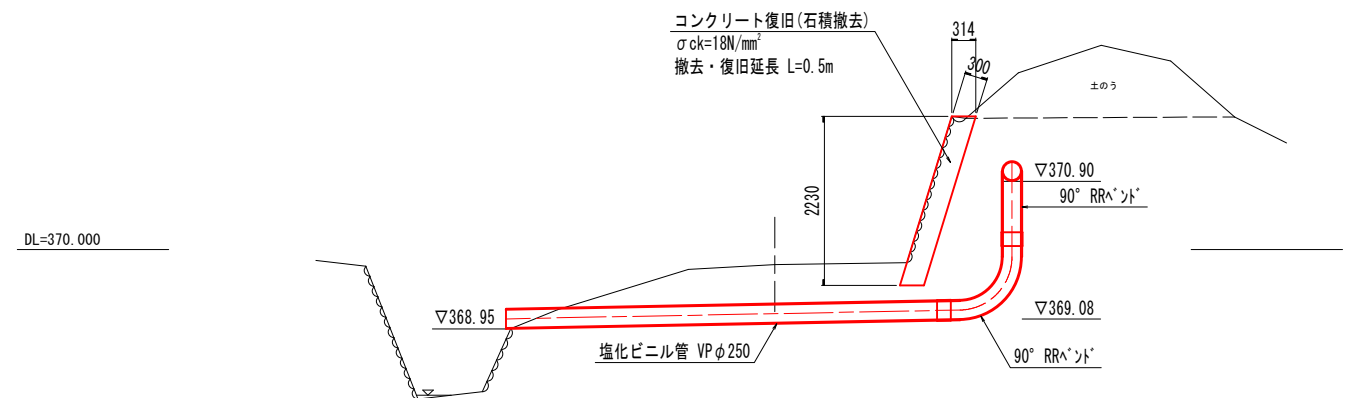 コンクリート復旧(石積撤去)
σck=18N/mm²
撤去・復旧延長 L=0.5m
314
300
土のう
2230
▽370.90
90° RRベンド
DL=370.000
▽368.95
▽369.08
塩化ビニル管 VPφ250
90° RRベンド